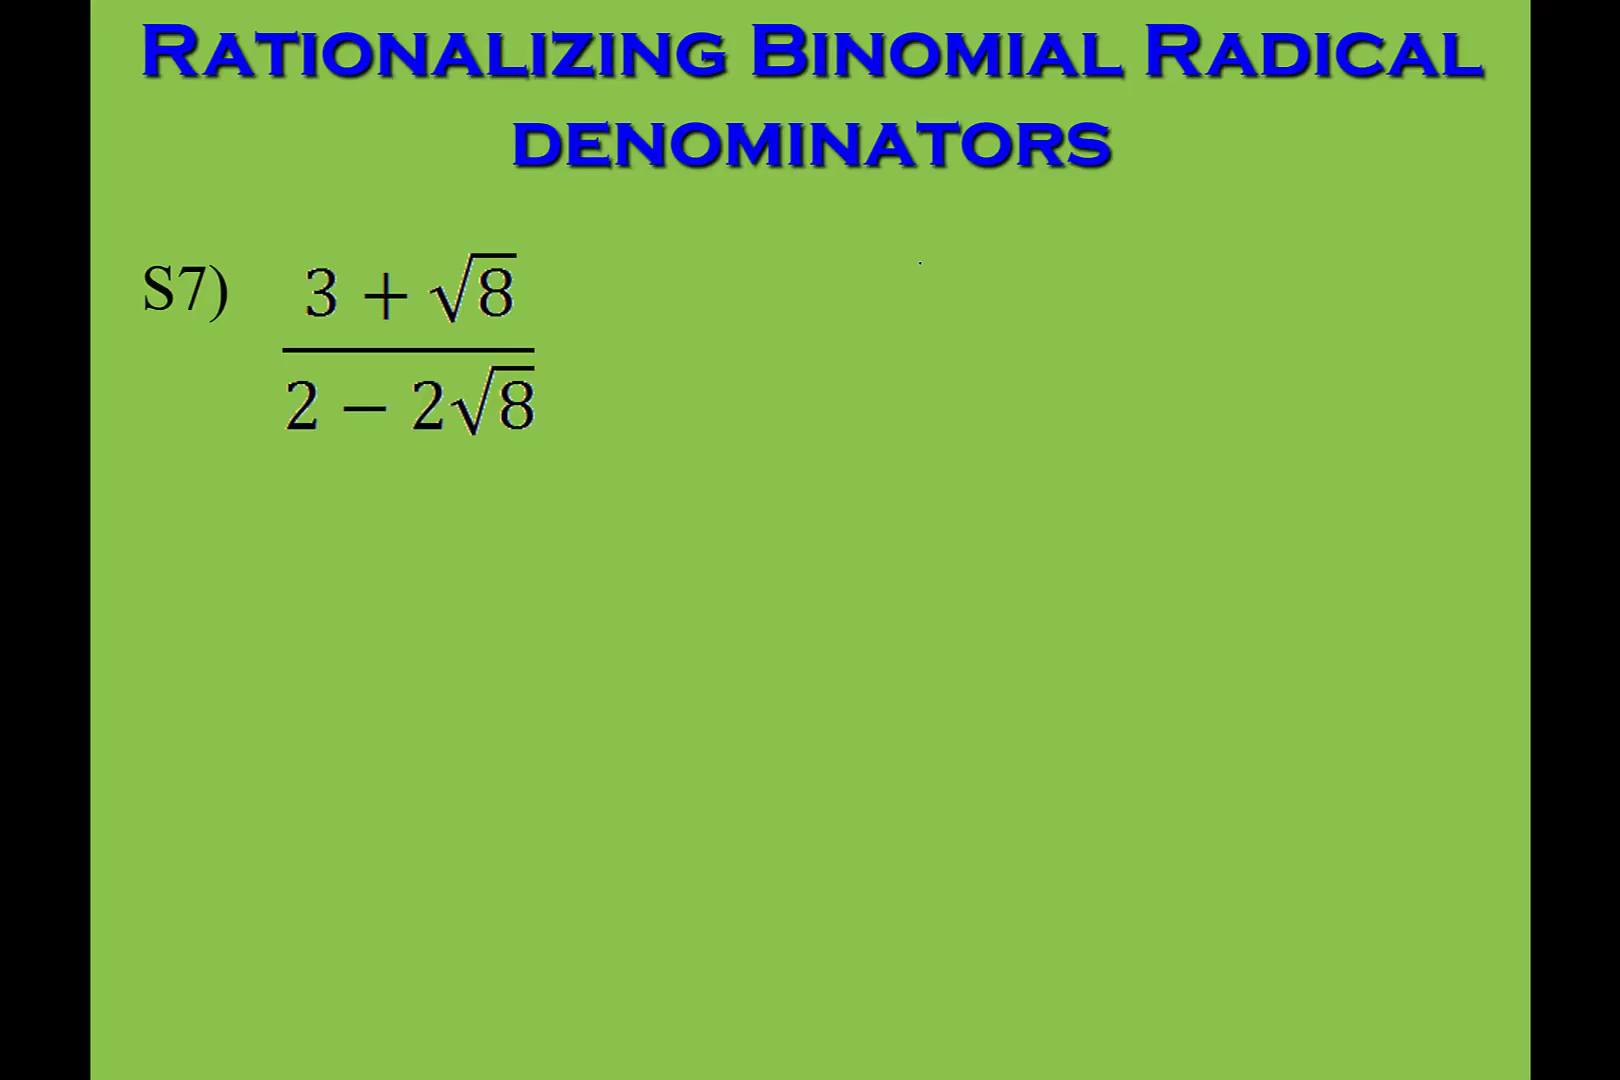 Rationalizing Binomial Radical
denominators
S7) 3 + √8
2 − 2√8